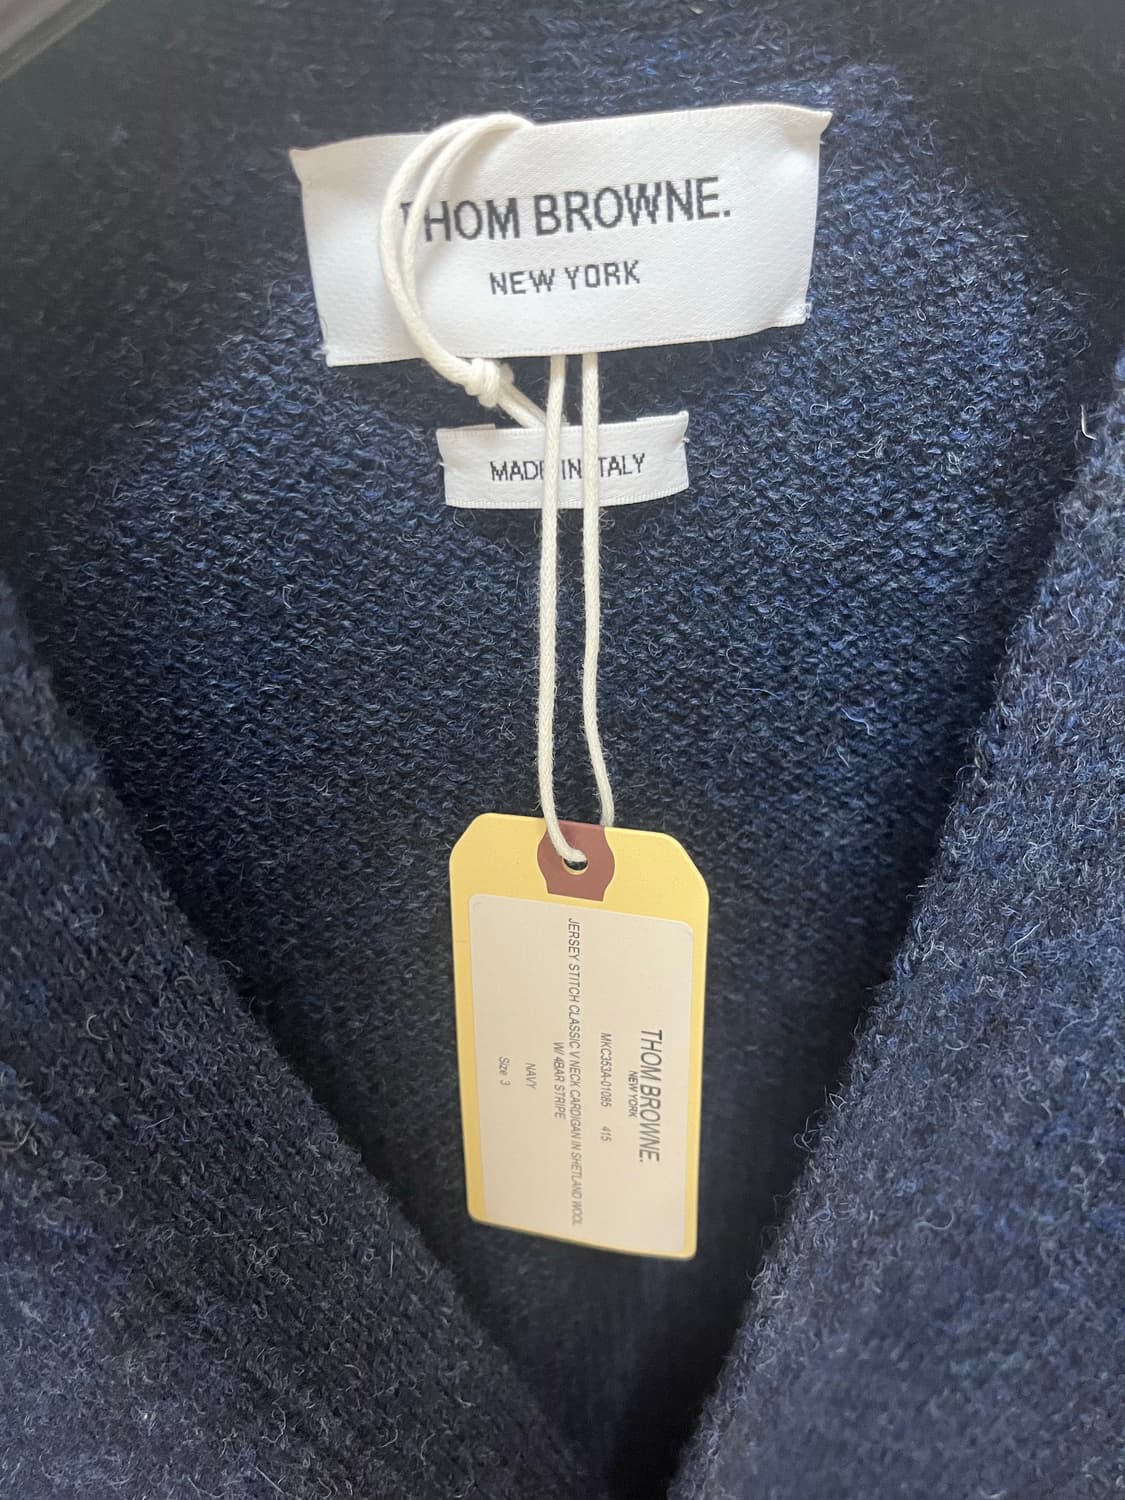 THOM BROWNE.
NEW YORK
MADE IN ITALY
THOM BROWNE.
NEW YORK
MKC353A-01085 415
JERSEY STITCH CLASSIC V NECK CARDIGAN IN SHETLAND WOOL
W/ 4BAR STRIPE
NAVY
Size 3